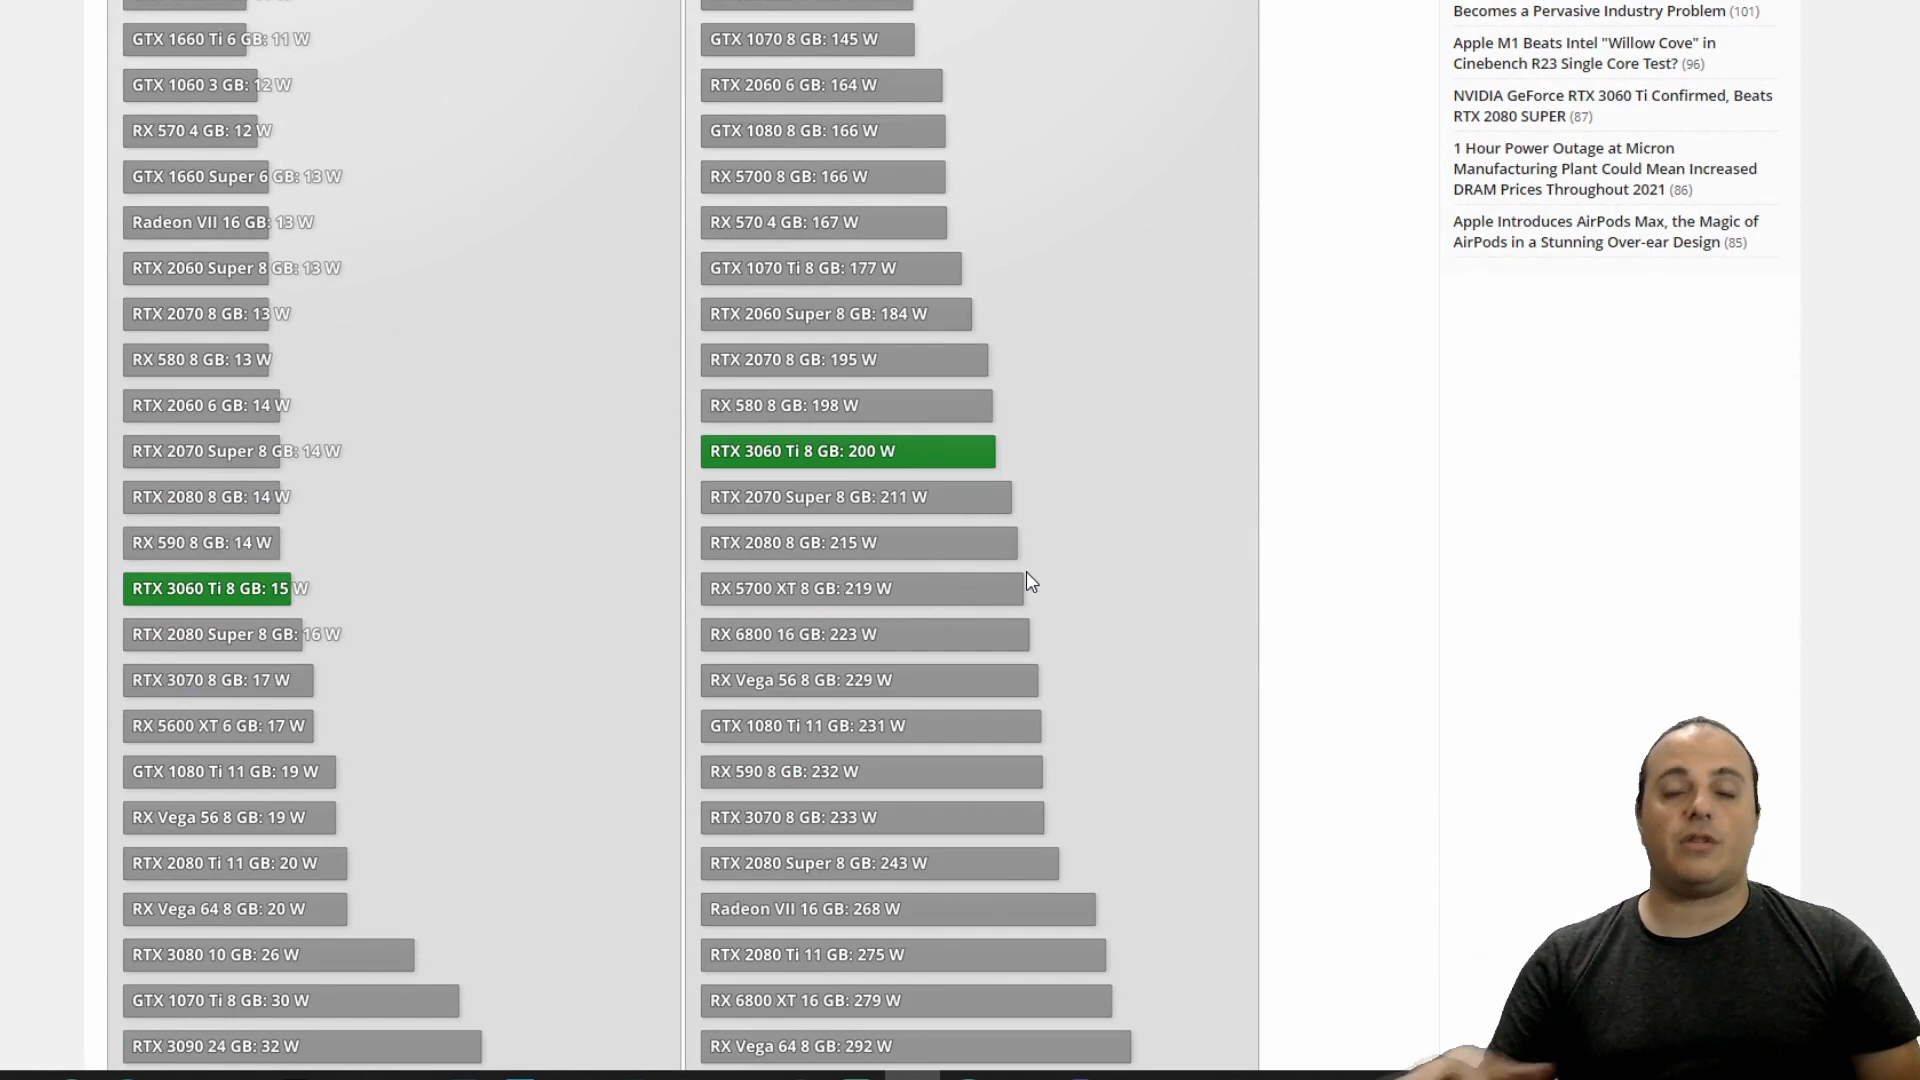 GTX 1660 Ti 6 GB: 11 W
GTX 1060 3 GB: 12 W
RX 570 4 GB: 12 W
GTX 1660 Super 6 GB: 13 W
Radeon VII 16 GB: 13 W
RTX 2060 Super 8 GB: 13 W
RTX 2070 8 GB: 13 W
RX 580 8 GB: 13 W
RTX 2060 6 GB: 14 W
RTX 2070 Super 8 GB: 14 W
RTX 2080 8 GB: 14 W
RX 590 8 GB: 14 W
RTX 3060 Ti 8 GB: 15 W
RTX 2080 Super 8 GB: 16 W
RTX 3070 8 GB: 17 W
RX 5600 XT 6 GB: 17 W
GTX 1080 Ti 11 GB: 19 W
RX Vega 56 8 GB: 19 W
RTX 2080 Ti 11 GB: 20 W
RX Vega 64 8 GB: 20 W
RTX 3080 10 GB: 26 W
GTX 1070 Ti 8 GB: 30 W
RTX 3090 24 GB: 32 W
GTX 1070 8 GB: 145 W
RTX 2060 6 GB: 164 W
GTX 1080 8 GB: 166 W
RX 5700 8 GB: 166 W
RX 570 4 GB: 167 W
GTX 1070 Ti 8 GB: 177 W
RTX 2060 Super 8 GB: 184 W
RTX 2070 8 GB: 195 W
RX 580 8 GB: 198 W
RTX 3060 Ti 8 GB: 200 W
RTX 2070 Super 8 GB: 211 W
RTX 2080 8 GB: 215 W
RX 5700 XT 8 GB: 219 W
RX 6800 16 GB: 223 W
RX Vega 56 8 GB: 229 W
GTX 1080 Ti 11 GB: 231 W
RX 590 8 GB: 232 W
RTX 3070 8 GB: 233 W
RTX 2080 Super 8 GB: 243 W
Radeon VII 16 GB: 268 W
RTX 2080 Ti 11 GB: 275 W
RX 6800 XT 16 GB: 279 W
RX Vega 64 8 GB: 292 W
Becomes a Pervasive Industry Problem (101)
Apple M1 Beats Intel "Willow Cove" in
Cinebench R23 Single Core Test? (96)
NVIDIA GeForce RTX 3060 Ti Confirmed, Beats
RTX 2080 SUPER (87)
1 Hour Power Outage at Micron
Manufacturing Plant Could Mean Increased
DRAM Prices Throughout 2021 (86)
Apple Introduces AirPods Max, the Magic of
AirPods in a Stunning Over-ear Design (85)